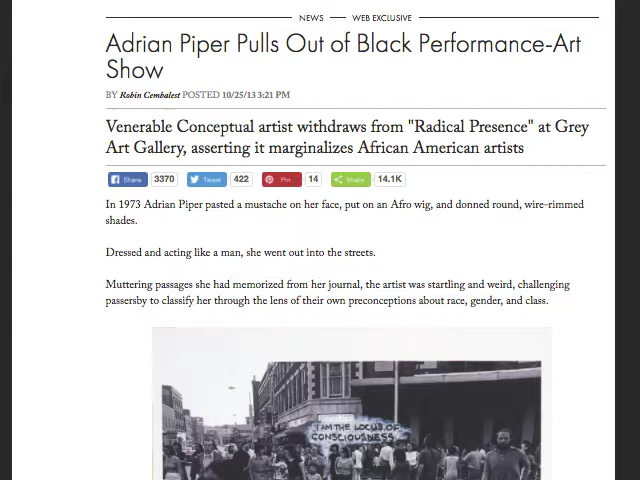 NEWS WEB EXCLUSIVE
Adrian Piper Pulls Out of Black Performance-Art
Show
BY Robin Cembalest POSTED 10/25/13 3:21 PM
Venerable Conceptual artist withdraws from "Radical Presence" at Grey
Art Gallery, asserting it marginalizes African American artists
Share 3370 Tweet 422 Pin 14 Share 14.1K
In 1973 Adrian Piper pasted a mustache on her face, put on an Afro wig, and donned round, wire-rimmed
shades.
Dressed and acting like a man, she went out into the streets.
Muttering passages she had memorized from her journal, the artist was startling and weird, challenging
passersby to classify her through the lens of their own preconceptions about race, gender, and class.
I AM THE LOCUS OF
CONSCIOUSNESS